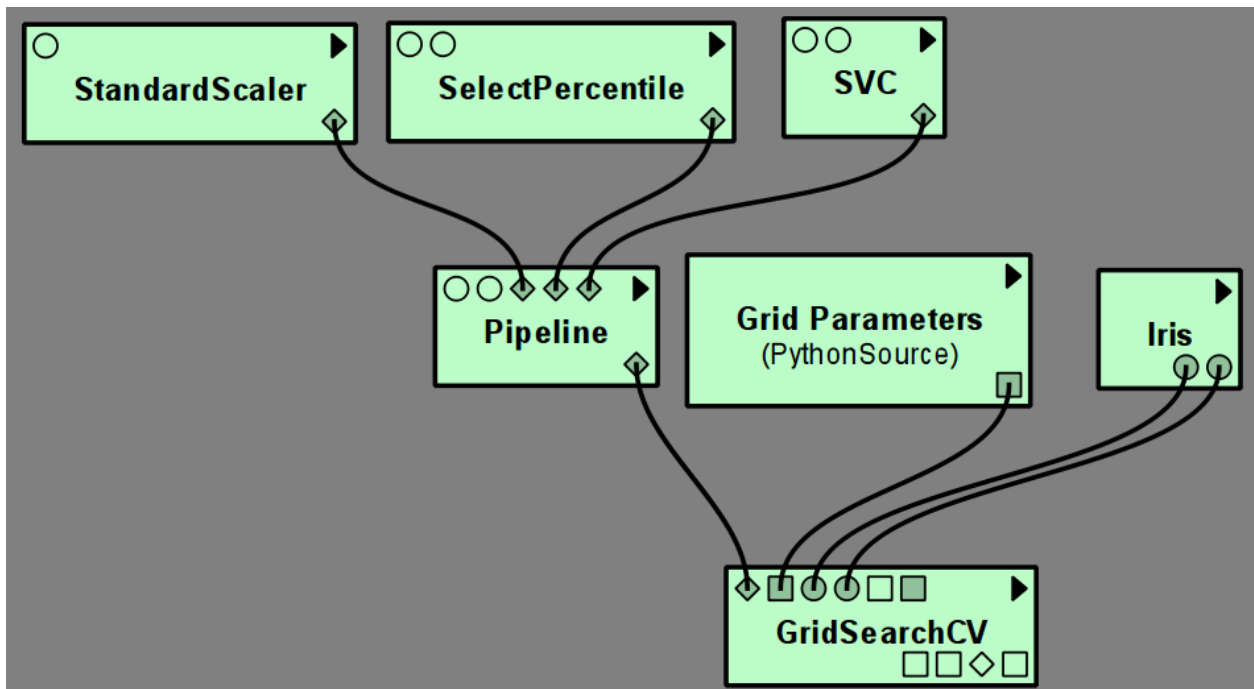 StandardScaler
SelectPercentile
SVC
Pipeline
Grid Parameters
(PythonSource)
Iris
GridSearchCV